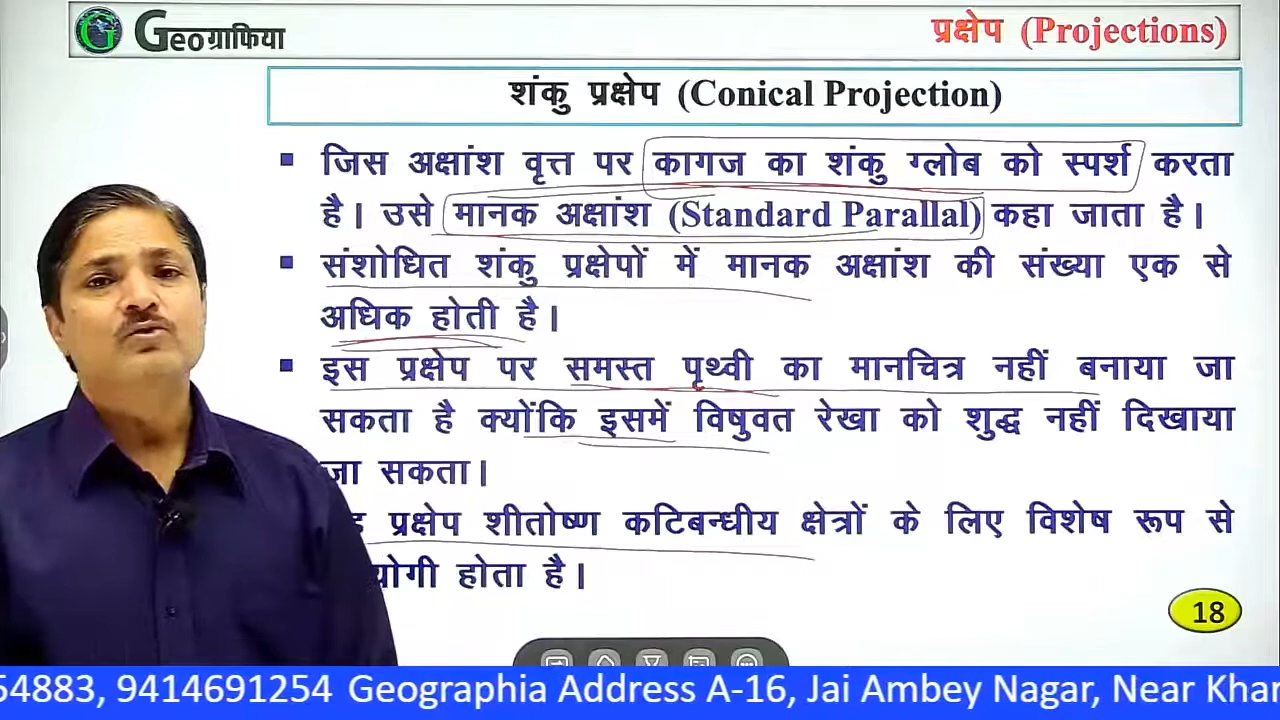 Geoग्राफिया
प्रक्षेप (Projections)
शंकु प्रक्षेप (Conical Projection)
▪ जिस अक्षांश वृत्त पर कागज का शंकु ग्लोब को स्पर्श करता
है। उसे मानक अक्षांश (Standard Parallal) कहा जाता है।
▪ संशोधित शंकु प्रक्षेपों में मानक अक्षांश की संख्या एक से
अधिक होती है।
▪ इस प्रक्षेप पर समस्त पृथ्वी का मानचित्र नहीं बनाया जा
सकता है क्योंकि इसमें विषुवत रेखा को शुद्ध नहीं दिखाया
जा सकता।
प्रक्षेप शीतोष्ण कटिबन्धीय क्षेत्रों के लिए विशेष रूप से
योगी होता है।
18
54883, 9414691254 Geographia Address A-16, Jai Ambey Nagar, Near Khar